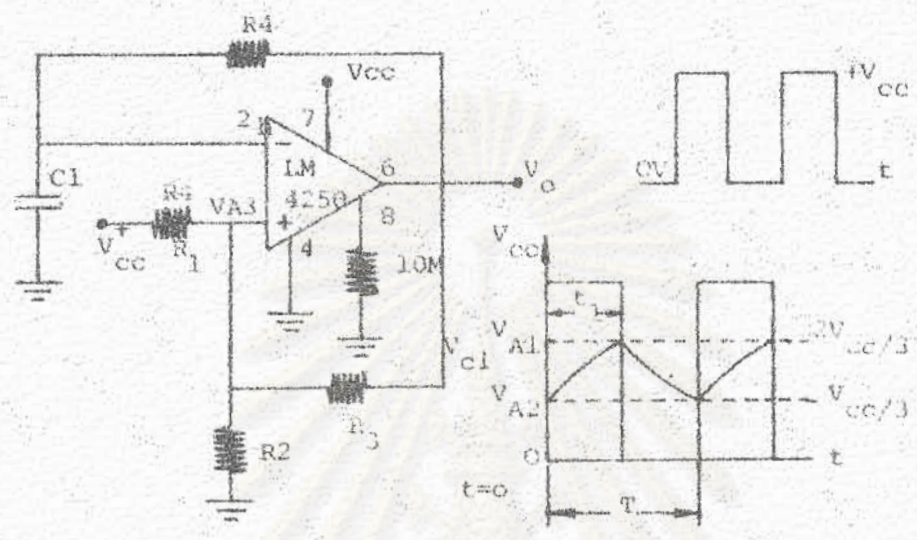 R4
Vcc
2
7
C1
LM
4250
6
Vo
8
R4
VA3
Vcc
+
R1
4
10M
Vc1
R3
R2
+Vcc
0V
t
Vcc
t1
VA1
2Vcc/3
VA2
Vcc/3
0
t
t=o
T